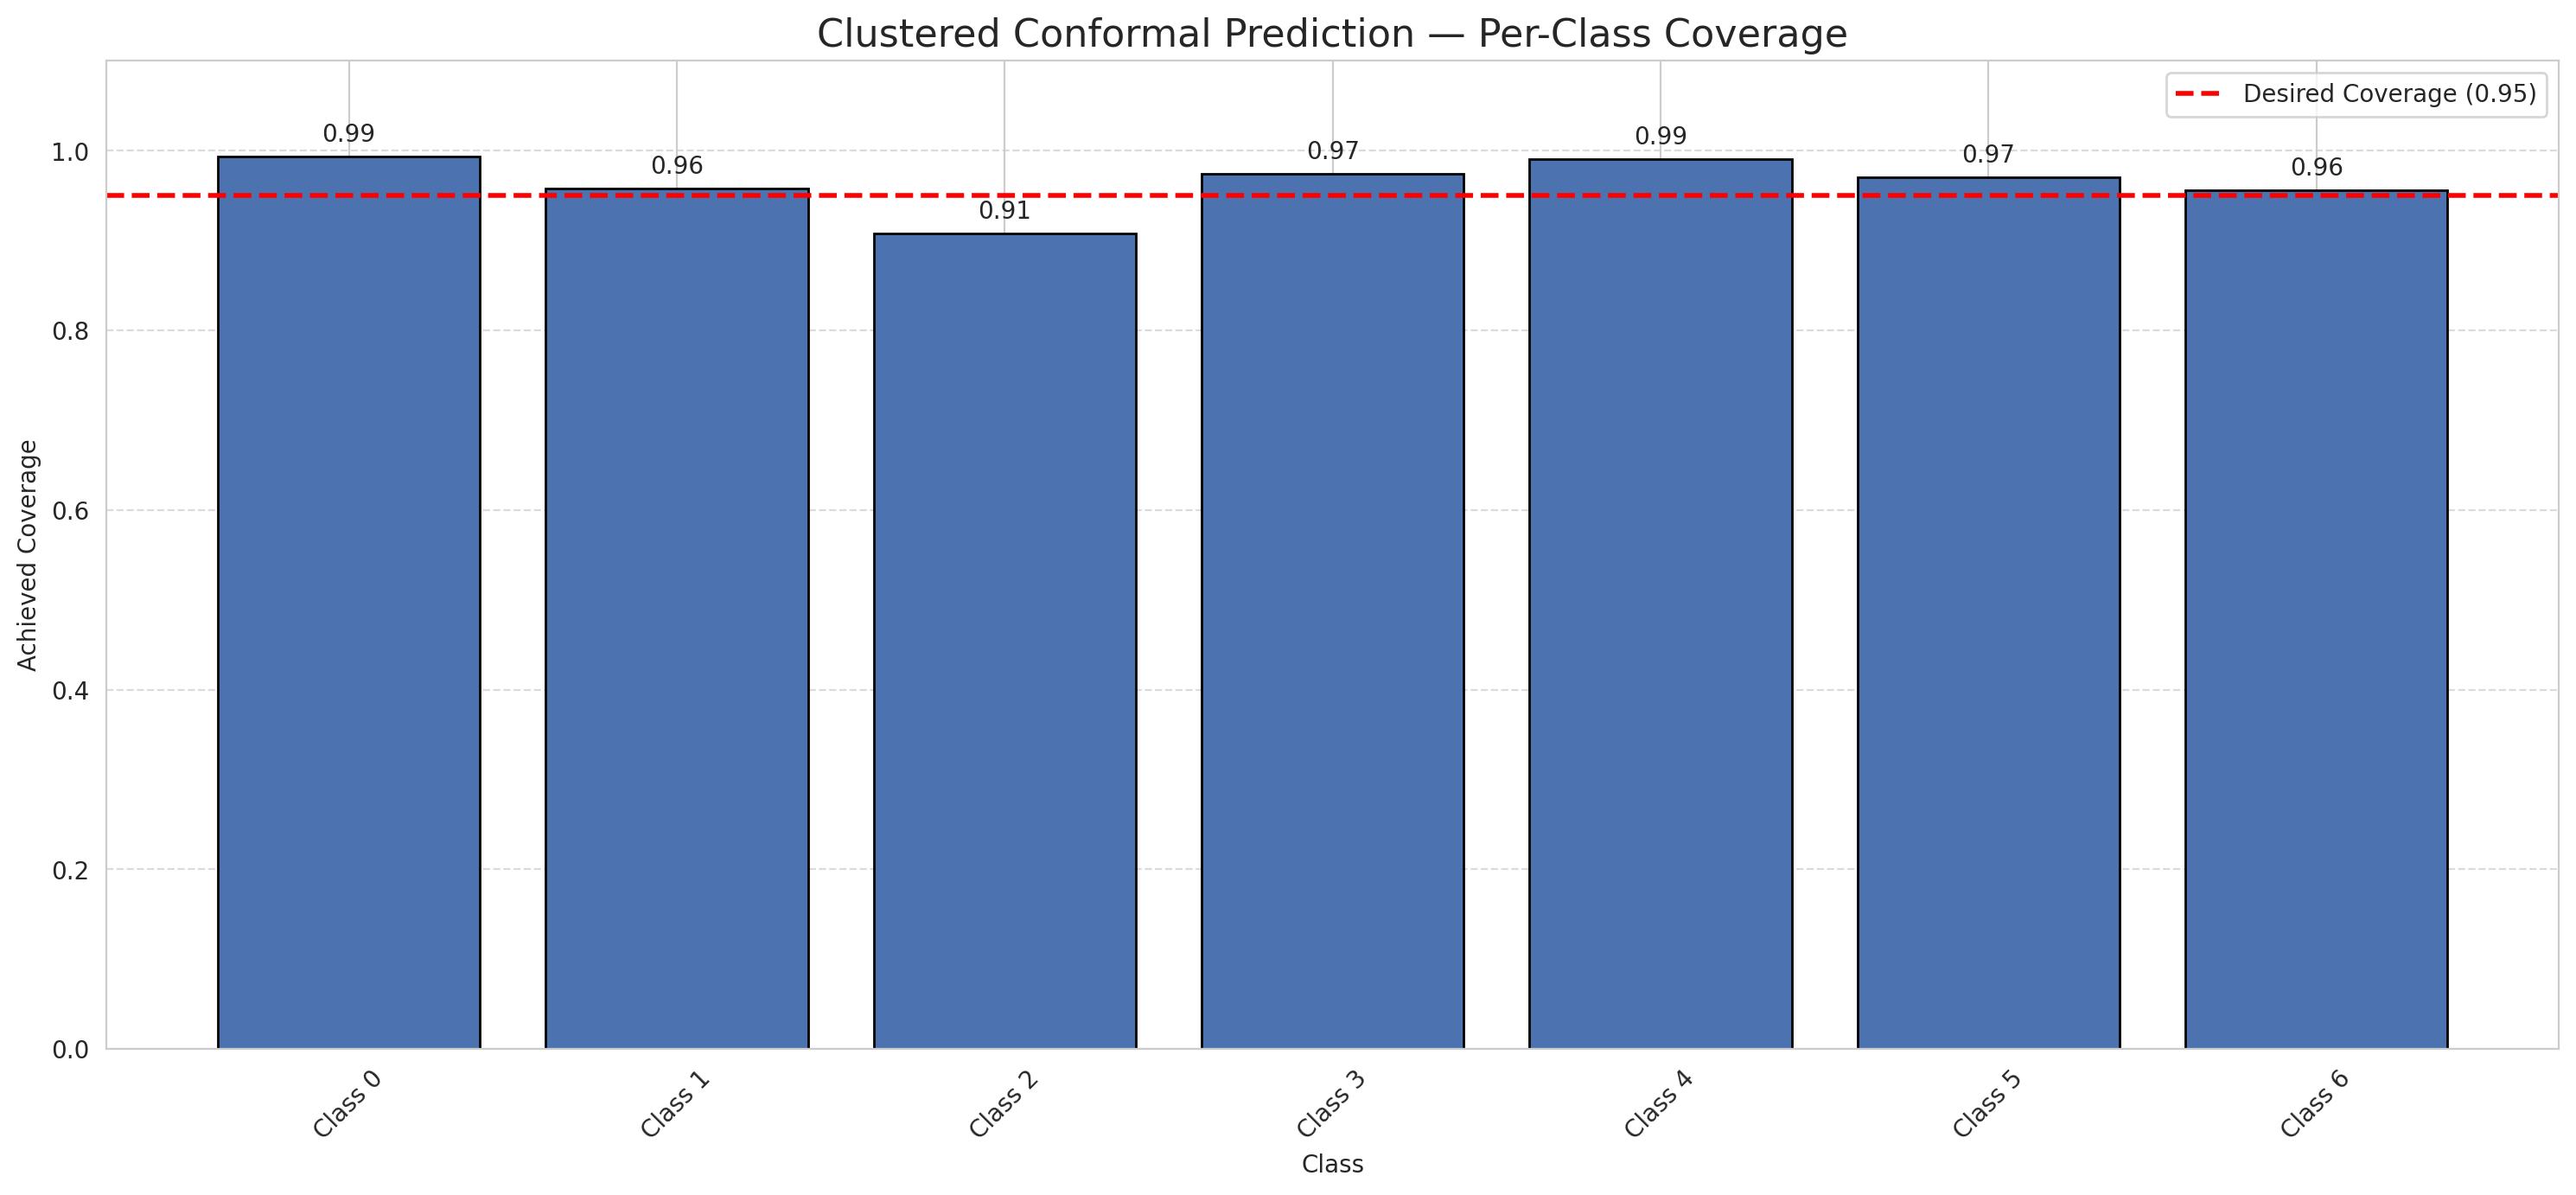 Clustered Conformal Prediction — Per-Class Coverage
Desired Coverage (0.95)
0.99
0.96
0.91
0.97
0.99
0.97
0.96
1.0
0.8
0.6
0.4
0.2
0.0
Achieved Coverage
Class 0
Class 1
Class 2
Class 3
Class 4
Class 5
Class 6
Class